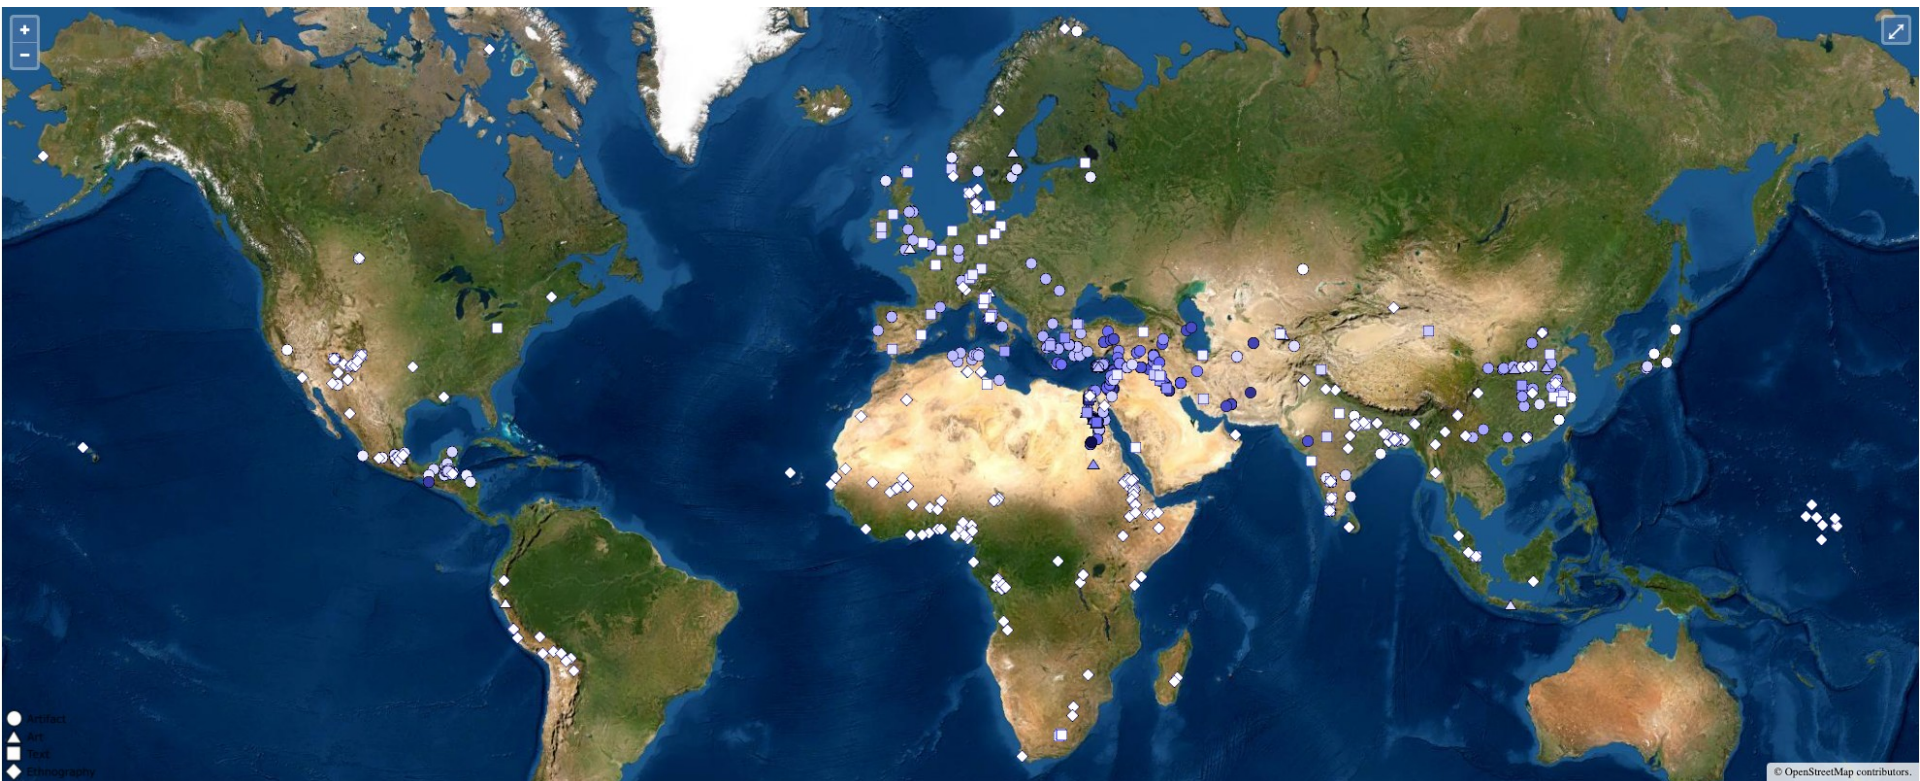 +
−
Artifact
Art
Text
Ethnography
© OpenStreetMap contributors.